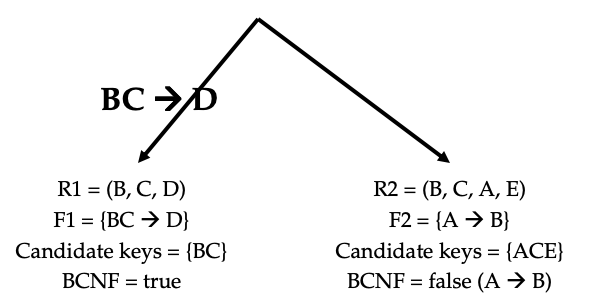 BC → D
R1 = (B, C, D)
F1 = {BC → D}
Candidate keys = {BC}
BCNF = true
R2 = (B, C, A, E)
F2 = {A → B}
Candidate keys = {ACE}
BCNF = false (A → B)